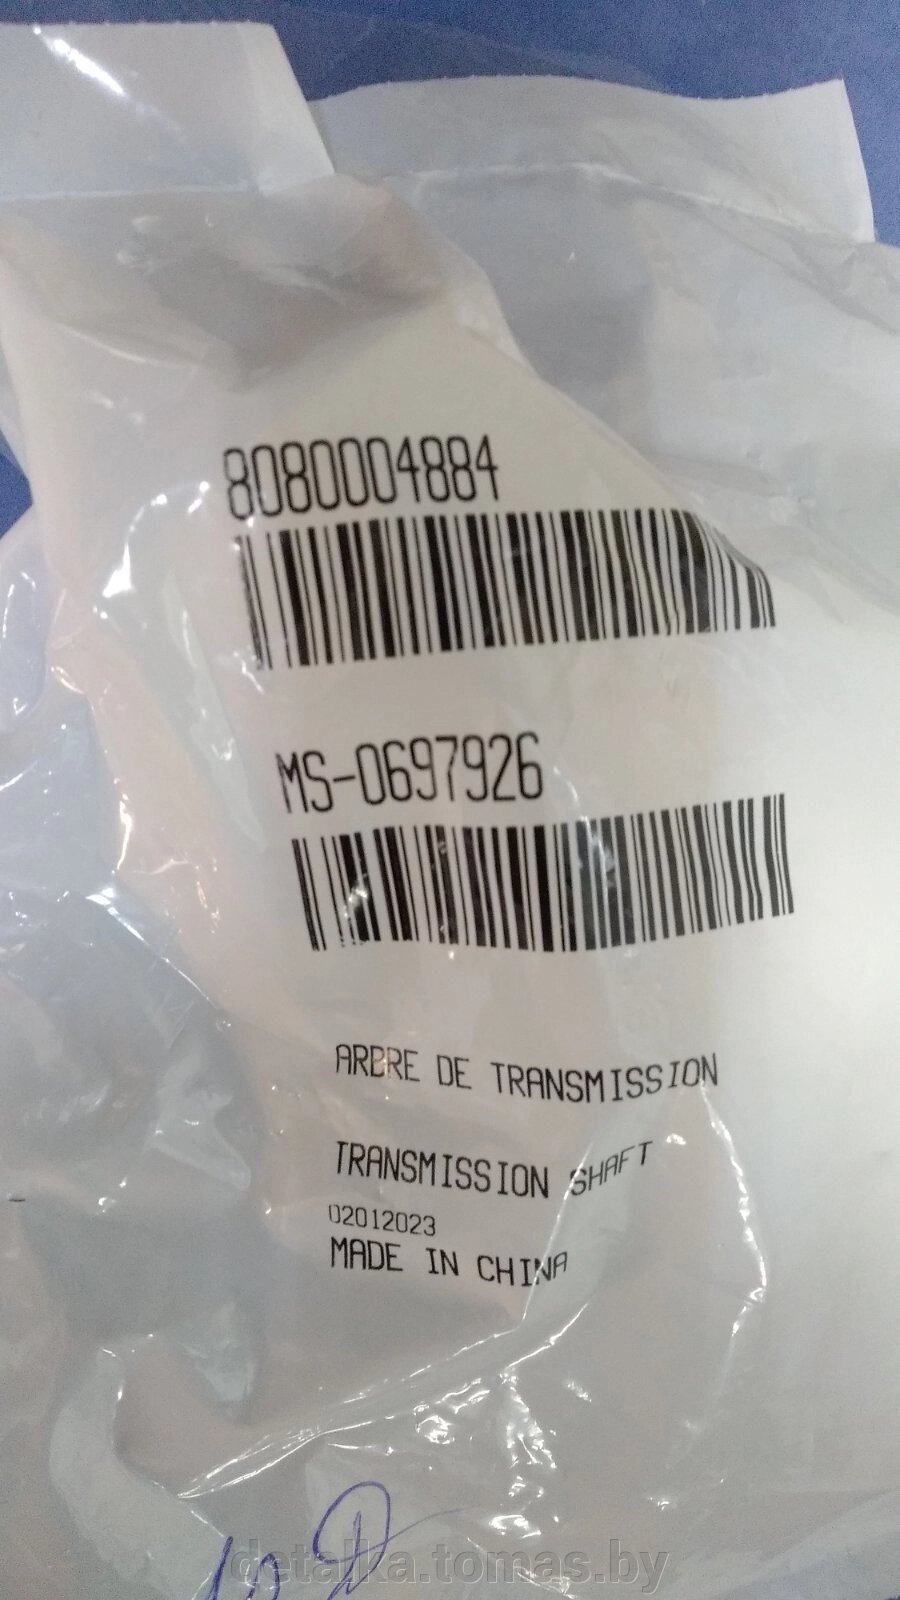 8080004884
MS-0697926
ARBRE DE TRANSMISSION
TRANSMISSION SHAFT
02012023
MADE IN CHINA
detalka.tomas.by